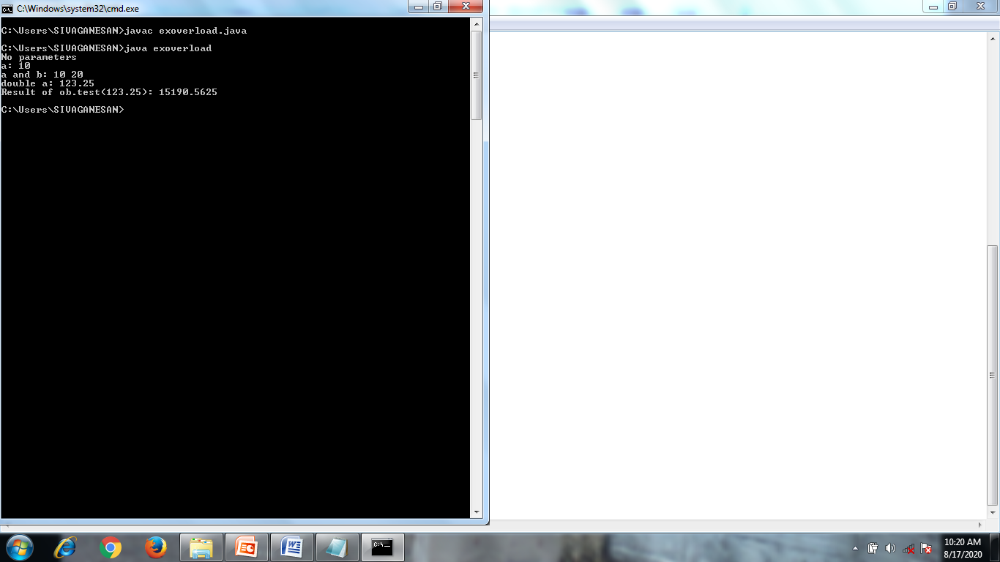 C:\Windows\system32\cmd.exe
C:\Users\SIVAGANESAN>javac exoverload.java
C:\Users\SIVAGANESAN>java exoverload
No parameters
a: 10
a and b: 10 20
double a: 123.25
Result of ob.test(123.25): 15190.5625
C:\Users\SIVAGANESAN>
10:20 AM
8/17/2020